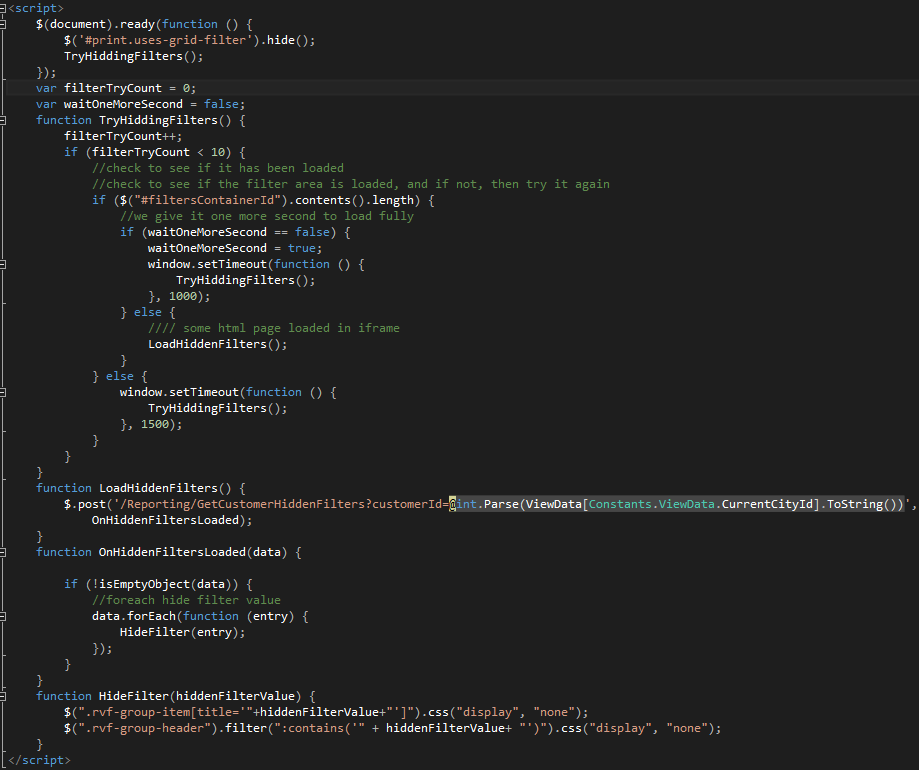 <script>
$(document).ready(function () {
$('#print.uses-grid-filter').hide();
TryHiddingFilters();
});
var filterTryCount = 0;
var waitOneMoreSecond = false;
function TryHiddingFilters() {
filterTryCount++;
if (filterTryCount < 10) {
//check to see if it has been loaded
//check to see if the filter area is loaded, and if not, then try it again
if ($("#filtersContainerId").contents().length) {
//we give it one more second to load fully
if (waitOneMoreSecond == false) {
waitOneMoreSecond = true;
window.setTimeout(function () {
TryHiddingFilters();
}, 1000);
} else {
//// some html page loaded in iframe
LoadHiddenFilters();
}
} else {
window.setTimeout(function () {
TryHiddingFilters();
}, 1500);
}
}
}
function LoadHiddenFilters() {
$.post('/Reporting/GetCustomerHiddenFilters?customerId=@int.Parse(ViewData[Constants.ViewData.CurrentCityId].ToString())',
OnHiddenFiltersLoaded);
}
function OnHiddenFiltersLoaded(data) {
if (!isEmptyObject(data)) {
//foreach hide filter value
data.forEach(function (entry) {
HideFilter(entry);
});
}
}
function HideFilter(hiddenFilterValue) {
$(".rvf-group-item[title='"+hiddenFilterValue+"']").css("display", "none");
$(".rvf-group-header").filter(":contains('" + hiddenFilterValue+ "')").css("display", "none");
}
</script>